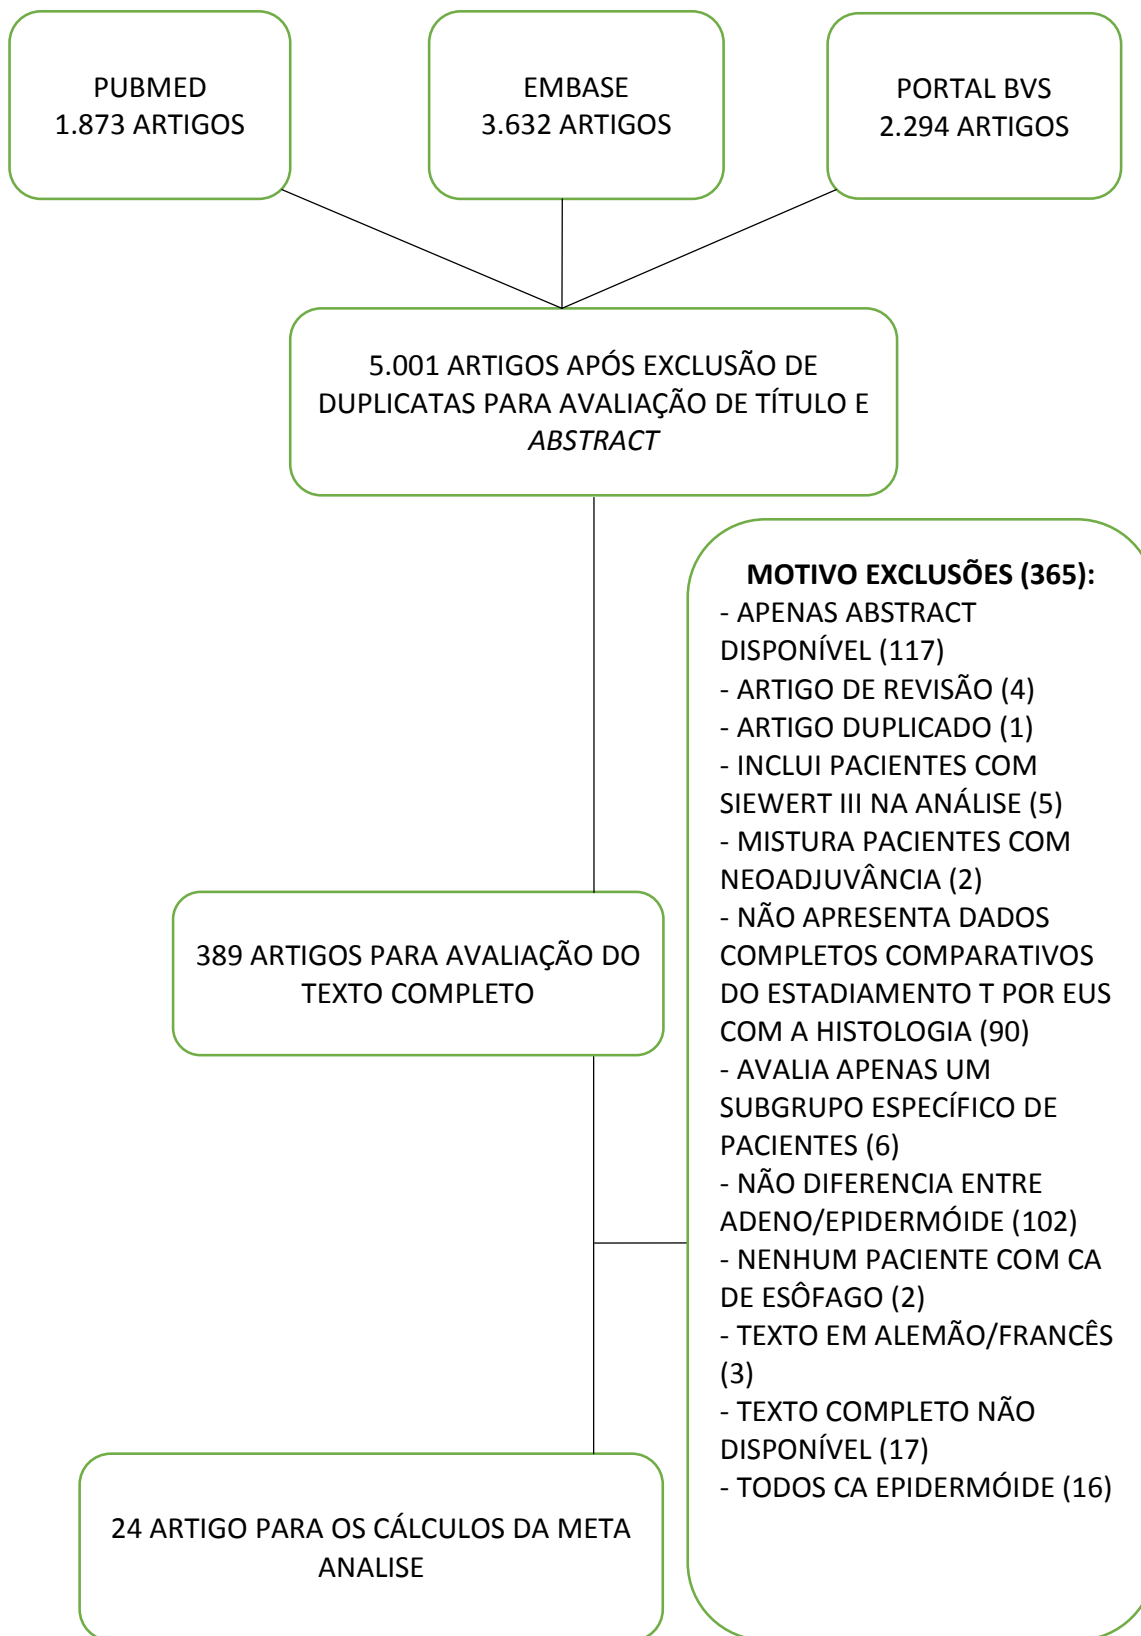 PUBMED
1.873 ARTIGOS
EMBASE
3.632 ARTIGOS
PORTAL BVS
2.294 ARTIGOS
5.001 ARTIGOS APÓS EXCLUSÃO DE
DUPLICATAS PARA AVALIAÇÃO DE TÍTULO E
ABSTRACT
MOTIVO EXCLUSÕES (365):
- APENAS ABSTRACT
DISPONÍVEL (117)
- ARTIGO DE REVISÃO (4)
- ARTIGO DUPLICADO (1)
- INCLUI PACIENTES COM
SIEWERT III NA ANÁLISE (5)
- MISTURA PACIENTES COM
NEOADJUVÂNCIA (2)
- NÃO APRESENTA DADOS
COMPLETOS COMPARATIVOS
DO ESTADIAMENTO T POR EUS
COM A HISTOLOGIA (90)
- AVALIA APENAS UM
SUBGRUPO ESPECÍFICO DE
PACIENTES (6)
- NÃO DIFERENCIA ENTRE
ADENO/EPIDERMÓIDE (102)
- NENHUM PACIENTE COM CA
DE ESÔFAGO (2)
- TEXTO EM ALEMÃO/FRANCÊS
(3)
- TEXTO COMPLETO NÃO
DISPONÍVEL (17)
- TODOS CA EPIDERMÓIDE (16)
389 ARTIGOS PARA AVALIAÇÃO DO
TEXTO COMPLETO
24 ARTIGO PARA OS CÁLCULOS DA META
ANALISE